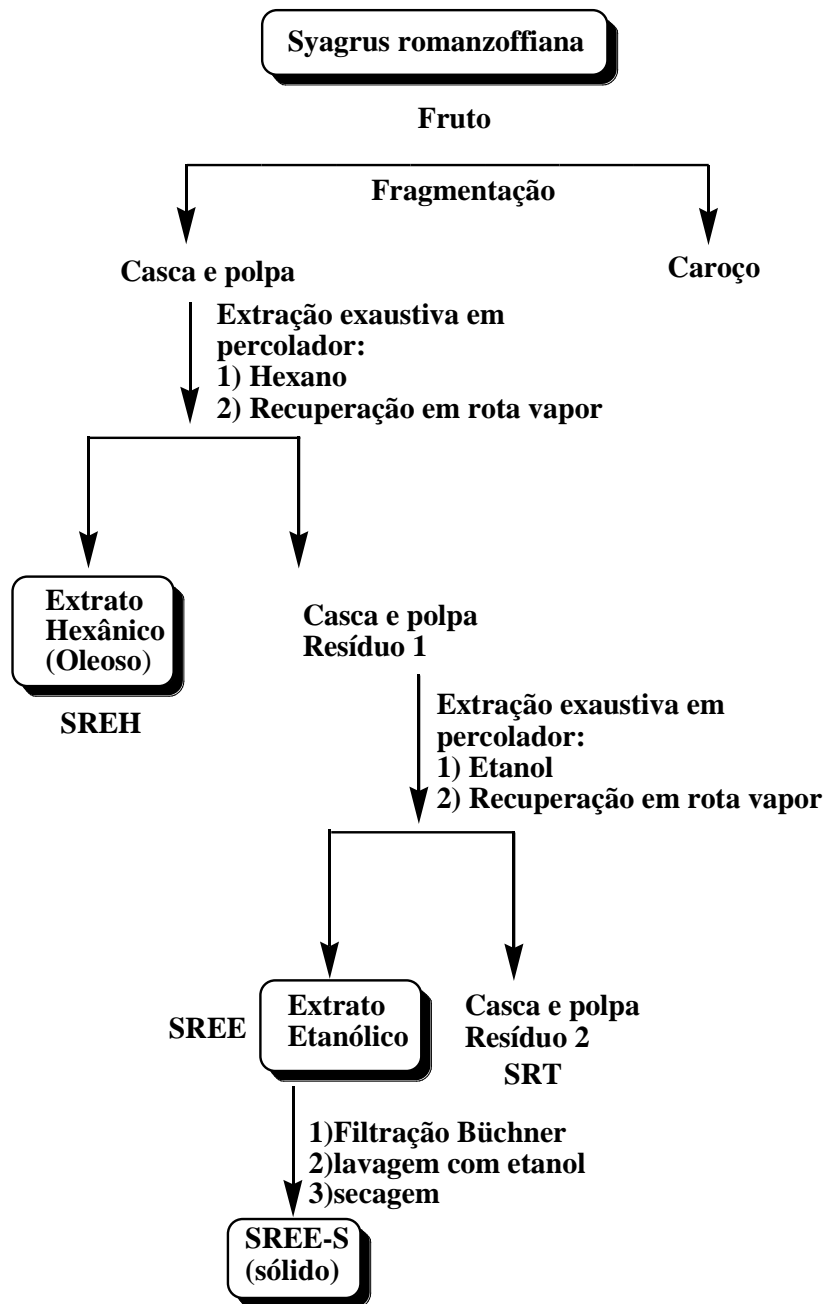 Syagrus romanzoffiana
Fruto
Fragmentação
Casca e polpa
Caroço
Extração exaustiva em
percolador:
1) Hexano
2) Recuperação em rota vapor
Extrato
Hexânico
(Oleoso)
SREH
Casca e polpa
Resíduo 1
Extração exaustiva em
percolador:
1) Etanol
2) Recuperação em rota vapor
SREE
Extrato
Etanólico
Casca e polpa
Resíduo 2
SRT
1)Filtração Büchner
2)lavagem com etanol
3)secagem
SREE-S
(sólido)